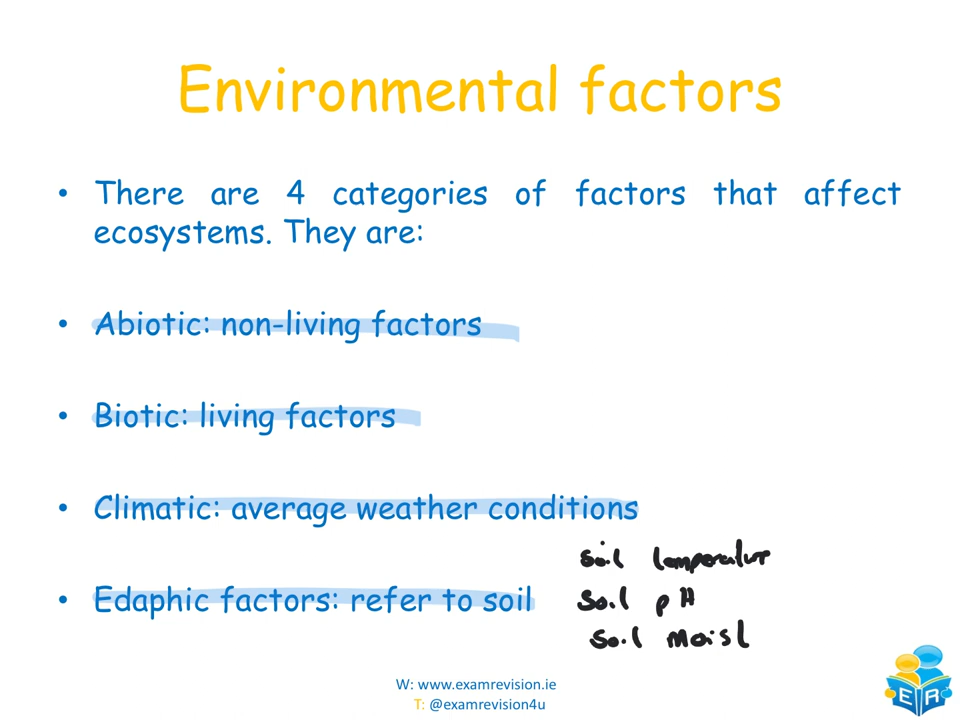 Environmental factors
• There are 4 categories of factors that affect
ecosystems. They are:
• Abiotic: non-living factors
• Biotic: living factors
• Climatic: average weather conditions
soil temperatur
• Edaphic factors: refer to soil
soil pH
soil moist
W: www.examrevision.ie
T: @examrevision4u
E R